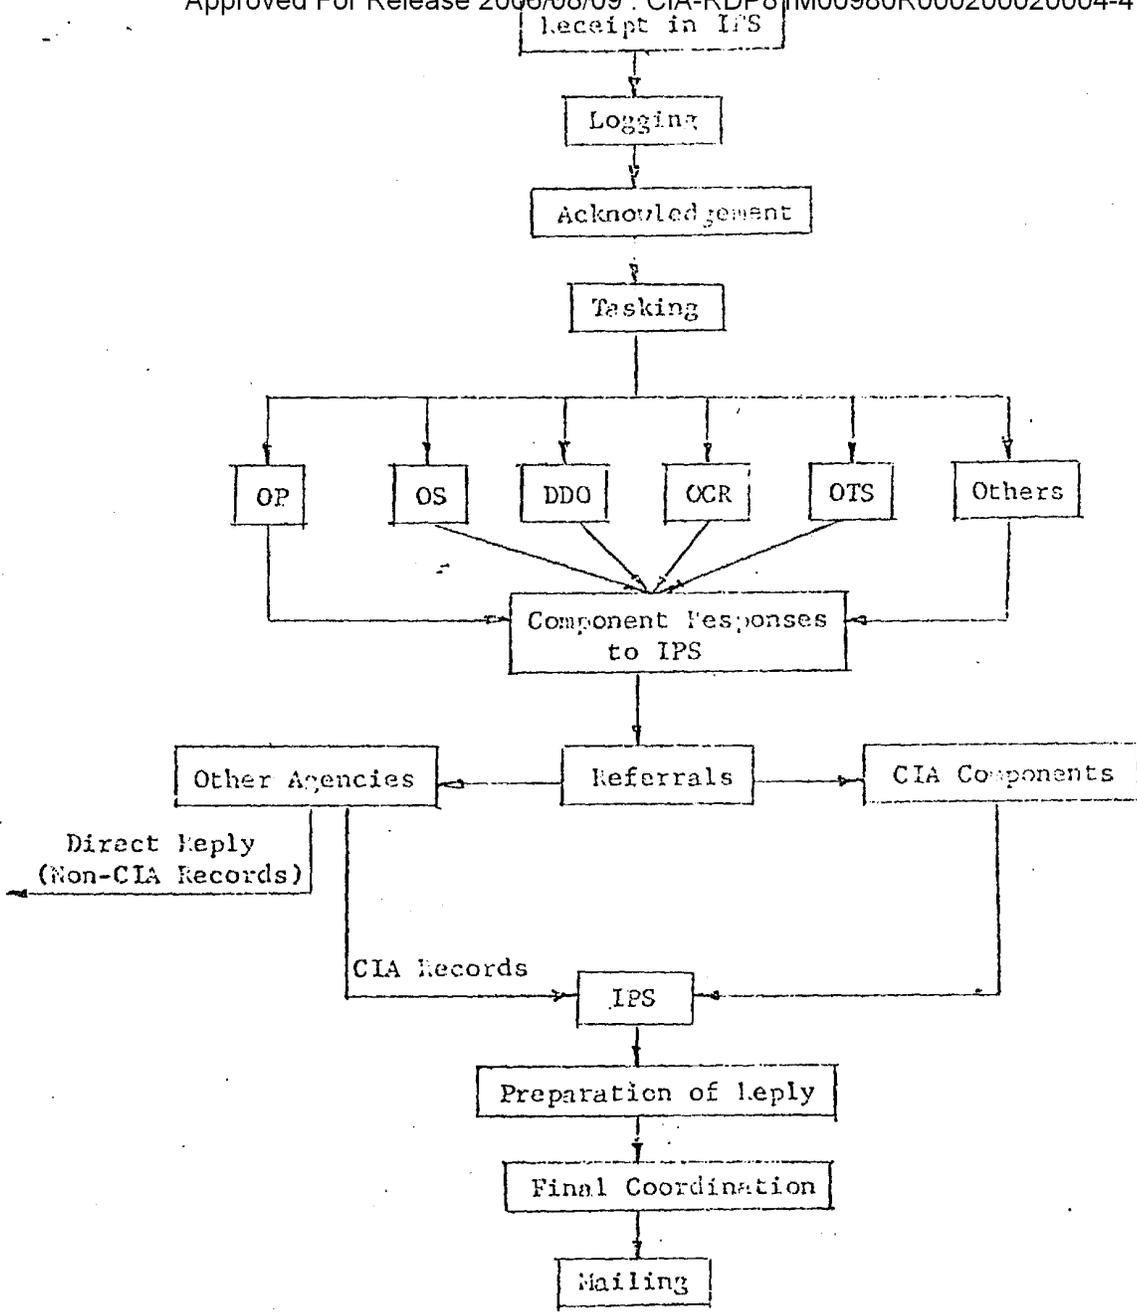 Approved For Release 2006/08/09 : CIA-RDP81M00980R000200020004-4
Receipt in IPS
Logging
Acknowledgement
Tasking
OP
OS
DDO
OCR
OTS
Others
Component Responses
to IPS
Other Agencies
Referrals
CIA Components
Direct Reply
(Non-CIA Records)
CIA Records
IPS
Preparation of Reply
Final Coordination
Mailing